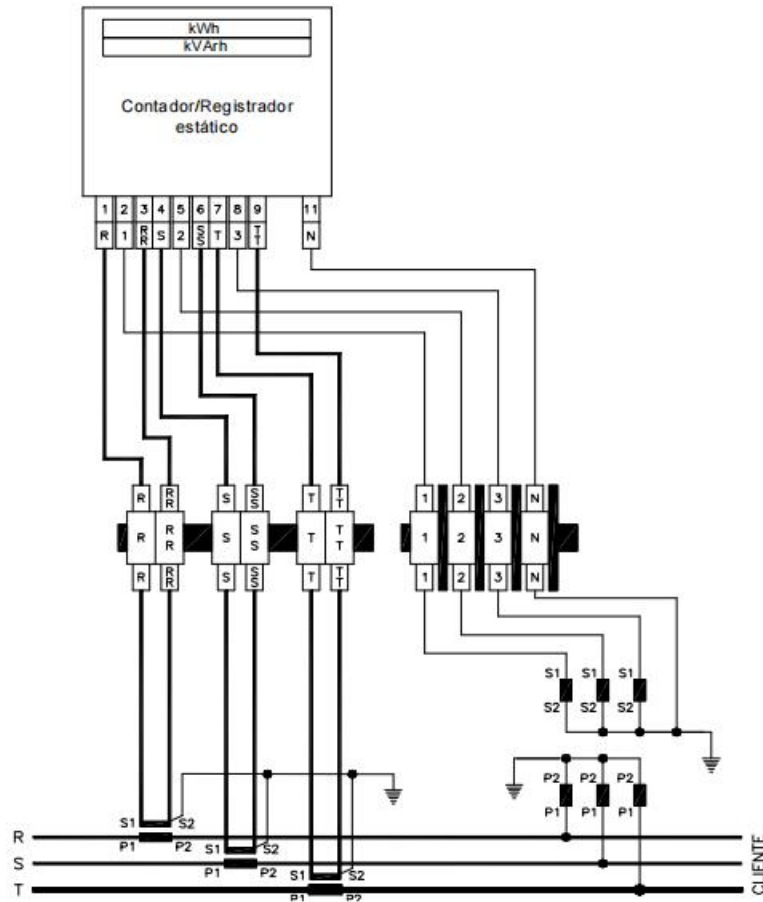 kWh
kVArh
Contador/Registrador
estático
1 2 3 4 5 6 7 8 9 11
R 1 RR S 2 SS T 3 TT N
R RR S SS T TT 1 2 3 N
R RR S SS T TT 1 2 3 N
R RR S SS T TT 1 2 3 N
S1 S1 S1
S2 S2 S2
P2 P2 P2
P1 P1 P1
S1 S2
R P1 P2
S1 S2
S P1 P2
S1 S2
T P1 P2
CLIENTE